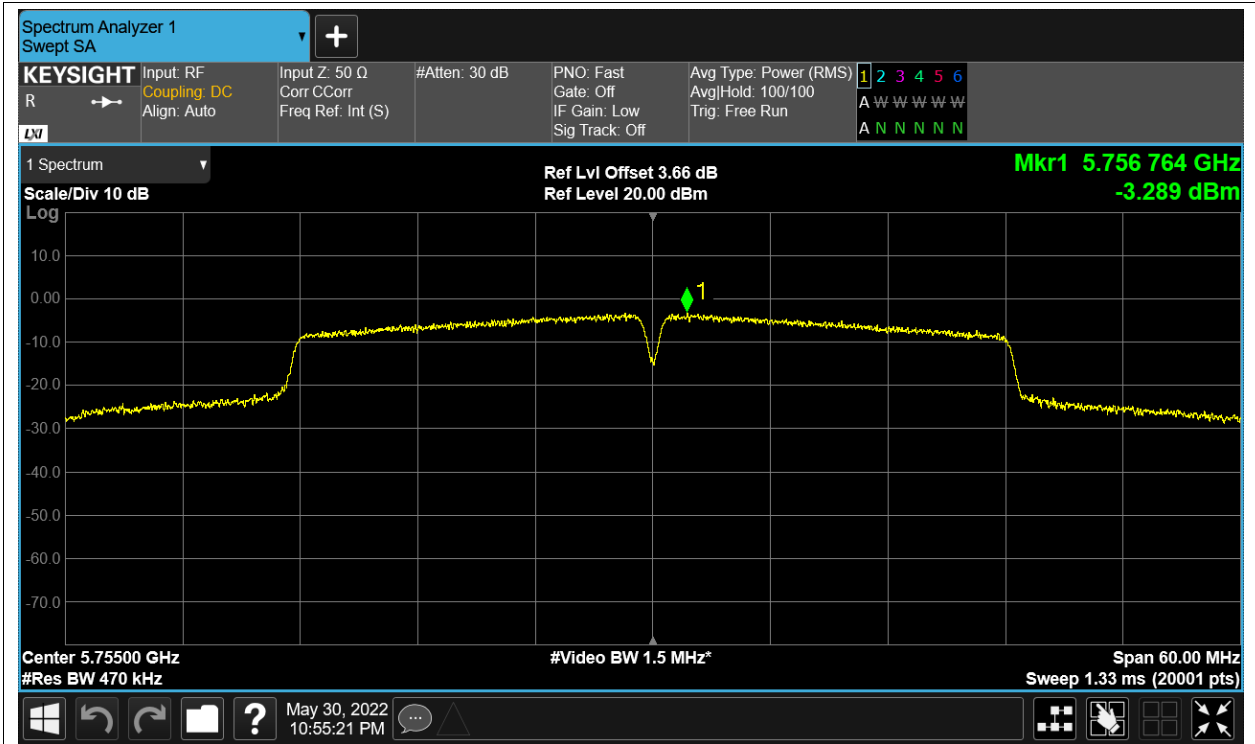 Spectrum Analyzer 1
Swept SA
KEYSIGHT
R
LXI
Input: RF
Coupling: DC
Align: Auto
Input Z: 50 Ω
Corr CCorr
Freq Ref: Int (S)
#Atten: 30 dB
PNO: Fast
Gate: Off
IF Gain: Low
Sig Track: Off
Avg Type: Power (RMS)
Avg|Hold: 100/100
Trig: Free Run
1 2 3 4 5 6
A W W W W W
A N N N N N
1 Spectrum
Scale/Div 10 dB
Log
Ref Lvl Offset 3.66 dB
Ref Level 20.00 dBm
Mkr1 5.756 764 GHz
-3.289 dBm
1
10.0
0.00
-10.0
-20.0
-30.0
-40.0
-50.0
-60.0
-70.0
Center 5.75500 GHz
#Res BW 470 kHz
#Video BW 1.5 MHz*
Span 60.00 MHz
Sweep 1.33 ms (20001 pts)
?
May 30, 2022
10:55:21 PM